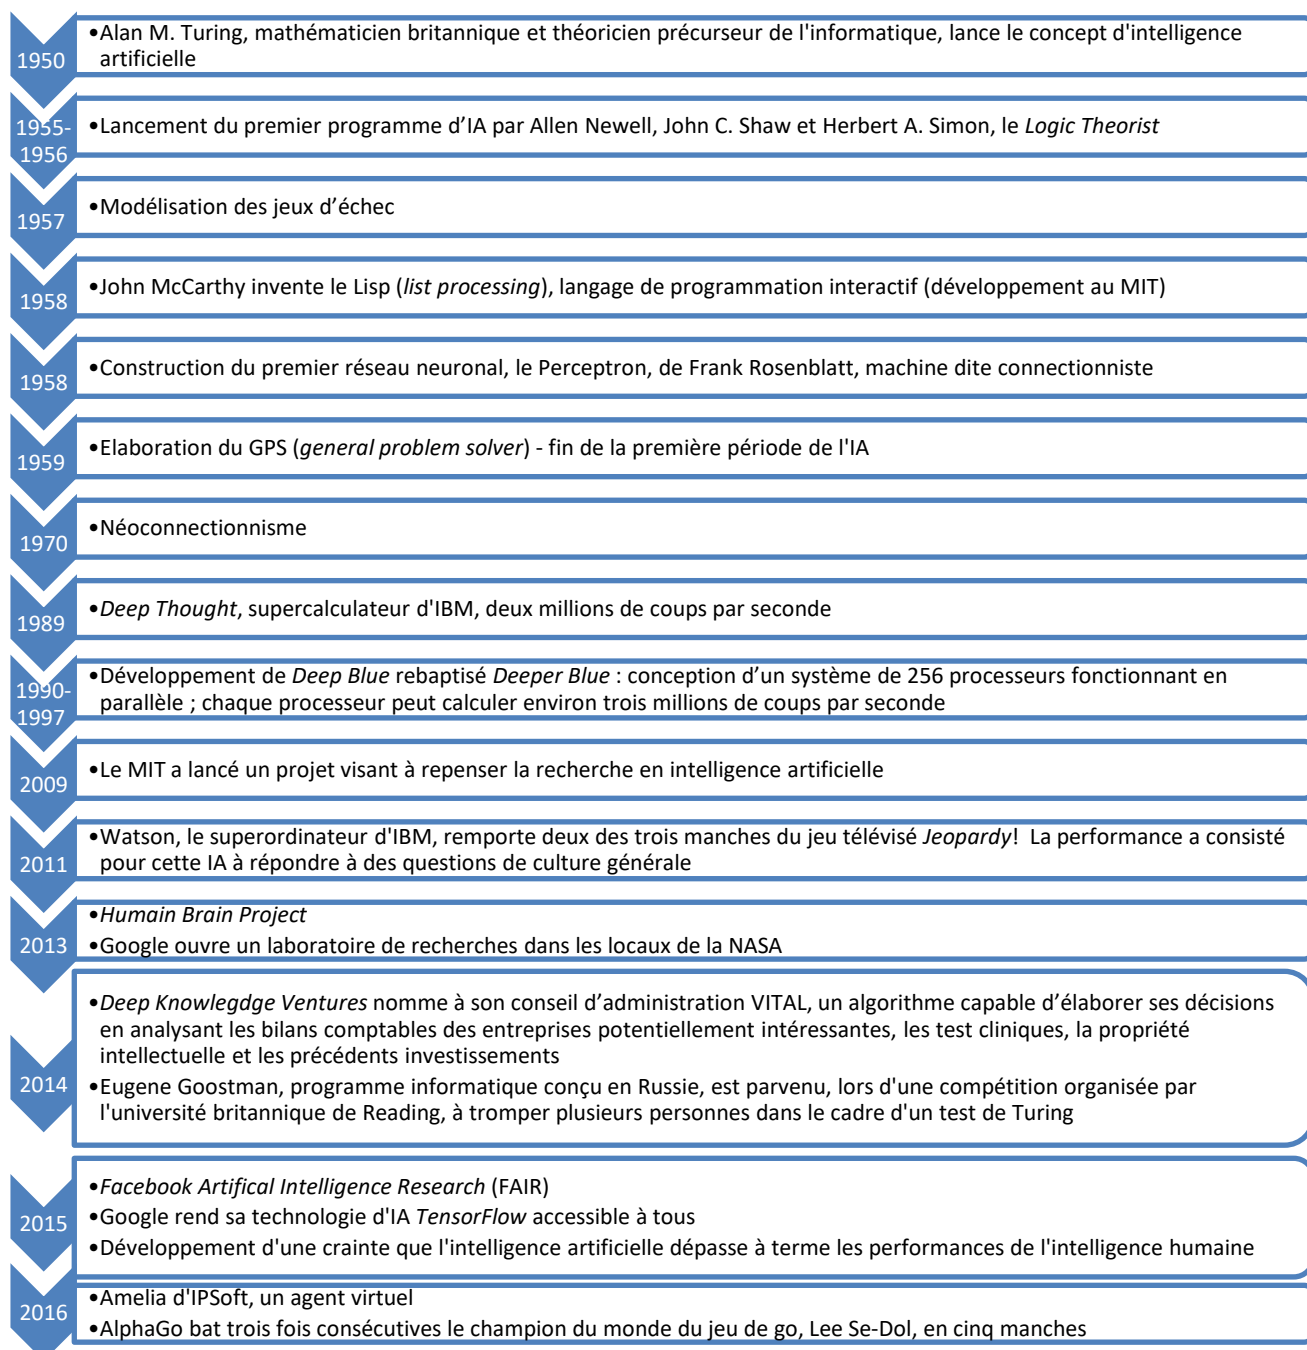 1950
•Alan M. Turing, mathématicien britannique et théoricien précurseur de l'informatique, lance le concept d'intelligence
artificielle
1955-
1956
•Lancement du premier programme d’IA par Allen Newell, John C. Shaw et Herbert A. Simon, le Logic Theorist
1957
•Modélisation des jeux d’échec
1958
•John McCarthy invente le Lisp (list processing), langage de programmation interactif (développement au MIT)
1958
•Construction du premier réseau neuronal, le Perceptron, de Frank Rosenblatt, machine dite connectionniste
1959
•Elaboration du GPS (general problem solver) - fin de la première période de l'IA
1970
•Néoconnectionnisme
1989
•Deep Thought, supercalculateur d'IBM, deux millions de coups par seconde
1990-
1997
•Développement de Deep Blue rebaptisé Deeper Blue : conception d’un système de 256 processeurs fonctionnant en
parallèle ; chaque processeur peut calculer environ trois millions de coups par seconde
2009
•Le MIT a lancé un projet visant à repenser la recherche en intelligence artificielle
2011
•Watson, le superordinateur d'IBM, remporte deux des trois manches du jeu télévisé Jeopardy! La performance a consisté
pour cette IA à répondre à des questions de culture générale
2013
•Humain Brain Project
•Google ouvre un laboratoire de recherches dans les locaux de la NASA
2014
•Deep Knowlegdge Ventures nomme à son conseil d’administration VITAL, un algorithme capable d’élaborer ses décisions
en analysant les bilans comptables des entreprises potentiellement intéressantes, les test cliniques, la propriété
intellectuelle et les précédents investissements
•Eugene Goostman, programme informatique conçu en Russie, est parvenu, lors d'une compétition organisée par
l'université britannique de Reading, à tromper plusieurs personnes dans le cadre d'un test de Turing
2015
•Facebook Artifical Intelligence Research (FAIR)
•Google rend sa technologie d'IA TensorFlow accessible à tous
•Développement d'une crainte que l'intelligence artificielle dépasse à terme les performances de l'intelligence humaine
2016
•Amelia d'IPSoft, un agent virtuel
•AlphaGo bat trois fois consécutives le champion du monde du jeu de go, Lee Se-Dol, en cinq manches